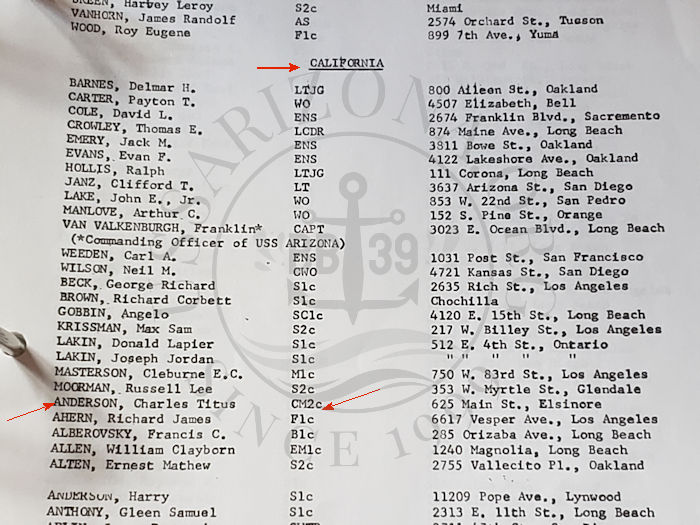 BREEN, Harvey Leroy S2c Miami
VANHORN, James Randolf AS 2574 Orchard St., Tucson
WOOD, Roy Eugene F1c 899 7th Ave., Yuma
CALIFORNIA
BARNES, Delmar H. LTJG 800 Aileen St., Oakland
CARTER, Payton T. WO 4507 Elizabeth, Bell
COLE, David L. ENS 2674 Franklin Blvd., Sacremento
CROWLEY, Thomas E. LCDR 874 Maine Ave., Long Beach
EMERY, Jack M. ENS 3811 Bowe St., Oakland
EVANS, Evan F. ENS 4122 Lakeshore Ave., Oakland
HOLLIS, Ralph LTJG 111 Corona, Long Beach
JANZ, Clifford T. LT 3637 Arizona St., San Diego
LAKE, John E., Jr. WO 853 W. 22nd St., San Pedro
MANLOVE, Arthur C. WO 152 S. Pine St., Orange
VAN VALKENBURGH, Franklin* CAPT 3023 E. Ocean Blvd., Long Beach
(*Commanding Officer of USS ARIZONA)
WEEDEN, Carl A. ENS 1031 Post St., San Francisco
WILSON, Neil M. CWO 4721 Kansas St., San Diego
BECK, George Richard S1c 2635 Rich St., Los Angeles
BROWN, Richard Corbett S1c Chochilla
GOBBIN, Angelo SC1c 4120 E. 15th St., Long Beach
KRISSMAN, Max Sam S2c 217 W. Billey St., Los Angeles
LAKIN, Donald Lapier S1c 512 E. 4th St., Ontario
LAKIN, Joseph Jordan S1c " " " " "
MASTERSON, Cleburne E.C. M1c 750 W. 83rd St., Los Angeles
MOORMAN, Russell Lee S2c 353 W. Myrtle St., Glendale
ANDERSON, Charles Titus CM2c 625 Main St., Elsinore
AHERN, Richard James F1c 6617 Vesper Ave., Los Angeles
ALBEROVSKY, Francis C. B1c 285 Orizaba Ave., Long Beach
ALLEN, William Clayborn EM1c 1240 Magnolia, Long Beach
ALTEN, Ernest Mathew S2c 2755 Vallecito Pl., Oakland
ANDERSON, Harry S1c 11209 Pope Ave., Lynwood
ANTHONY, Gleen Samuel S1c 2313 E. 11th St., Long Beach
BB 39